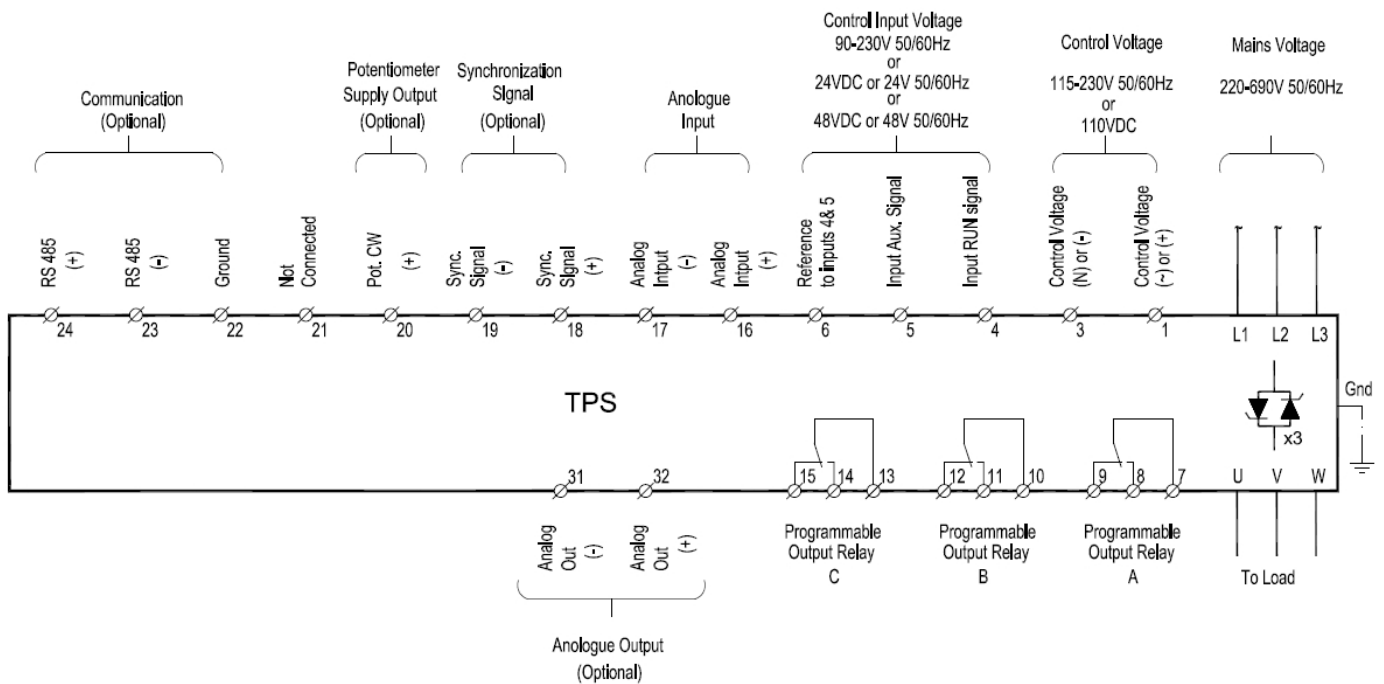 Control Input Voltage
90-230V 50/60Hz
or
24VDC or 24V 50/60Hz
or
48VDC or 48V 50/60Hz
Control Voltage
115-230V 50/60Hz
or
110VDC
Mains Voltage
220-690V 50/60Hz
Communication
(Optional)
Potentiometer
Supply Output
(Optional)
Synchronization
SIgnal
(Optional)
Analogue
Input
RS 485
(+)
RS 485
(-)
Ground
Not
Connected
Pot. CW
(+)
Sync.
Signal
(-)
Sync.
SIgnal
(+)
Analog
Intput
(-)
Analog
Intput
(+)
Reference
to inputs 4& 5
Input Aux. Signal
Input RUN signal
Control Voltage
(N) or (-)
Control Voltage
(~) or (+)
24
23
22
21
20
19
18
17
16
6
5
4
3
1
L1
L2
L3
TPS
Gnd
x3
31
32
15
14
13
12
11
10
9
8
7
U
V
W
Analog
Out
(-)
Analog
Out
(+)
Programmable
Output Relay
C
Programmable
Output Relay
B
Programmable
Output Relay
A
To Load
Anologue Output
(Optional)